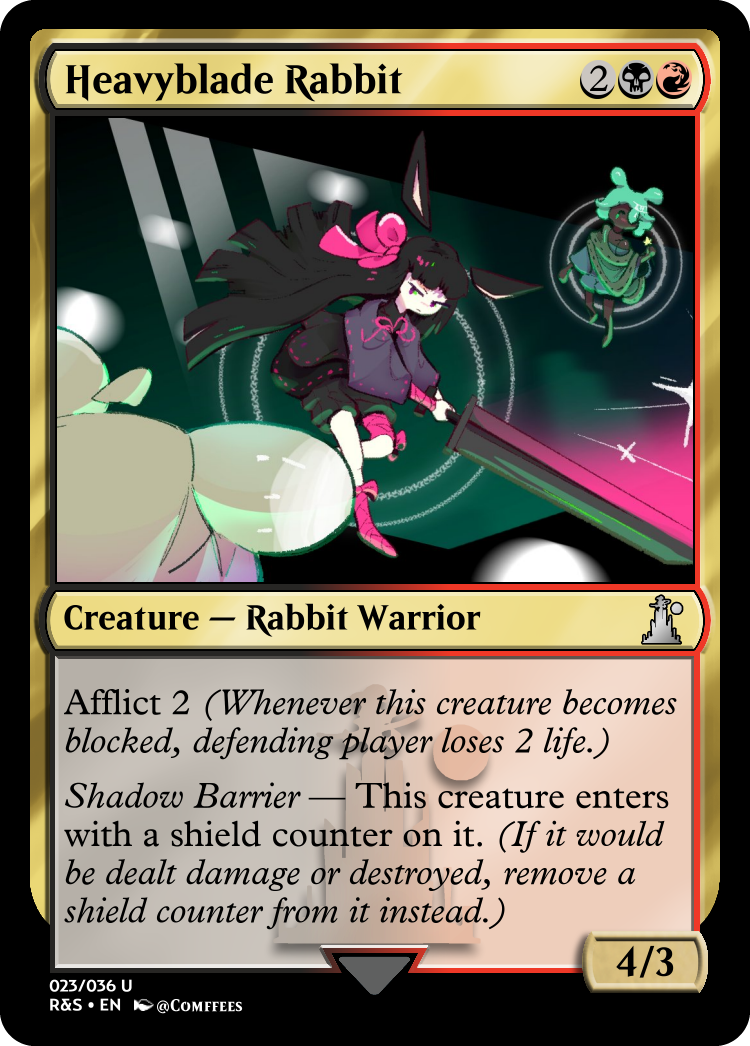 Heavyblade Rabbit 2
Creature — Rabbit Warrior
Afflict 2 (Whenever this creature becomes
blocked, defending player loses 2 life.)
Shadow Barrier — This creature enters
with a shield counter on it. (If it would
be dealt damage or destroyed, remove a
shield counter from it instead.)
4/3
023/036 U
R&S • EN @Comffees